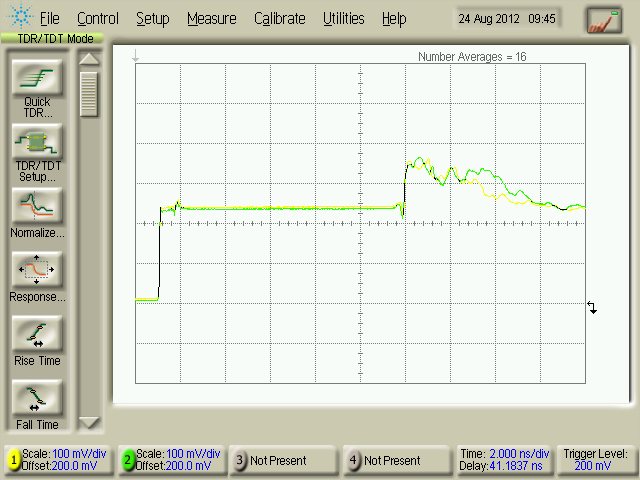 File Control Setup Measure Calibrate Utilities Help 24 Aug 2012 09:45
TDR/TDT Mode
Number Averages = 16
Quick
TDR...
TDR/TDT
Setup...
Normalize...
Response...
Rise Time
Fall Time
1 Scale:100 mV/div
Offset:200.0 mV
2 Scale:100 mV/div
Offset:200.0 mV
3 Not Present
4 Not Present
Time: 2.000 ns/div
Delay:41.1837 ns
Trigger Level:
200 mV